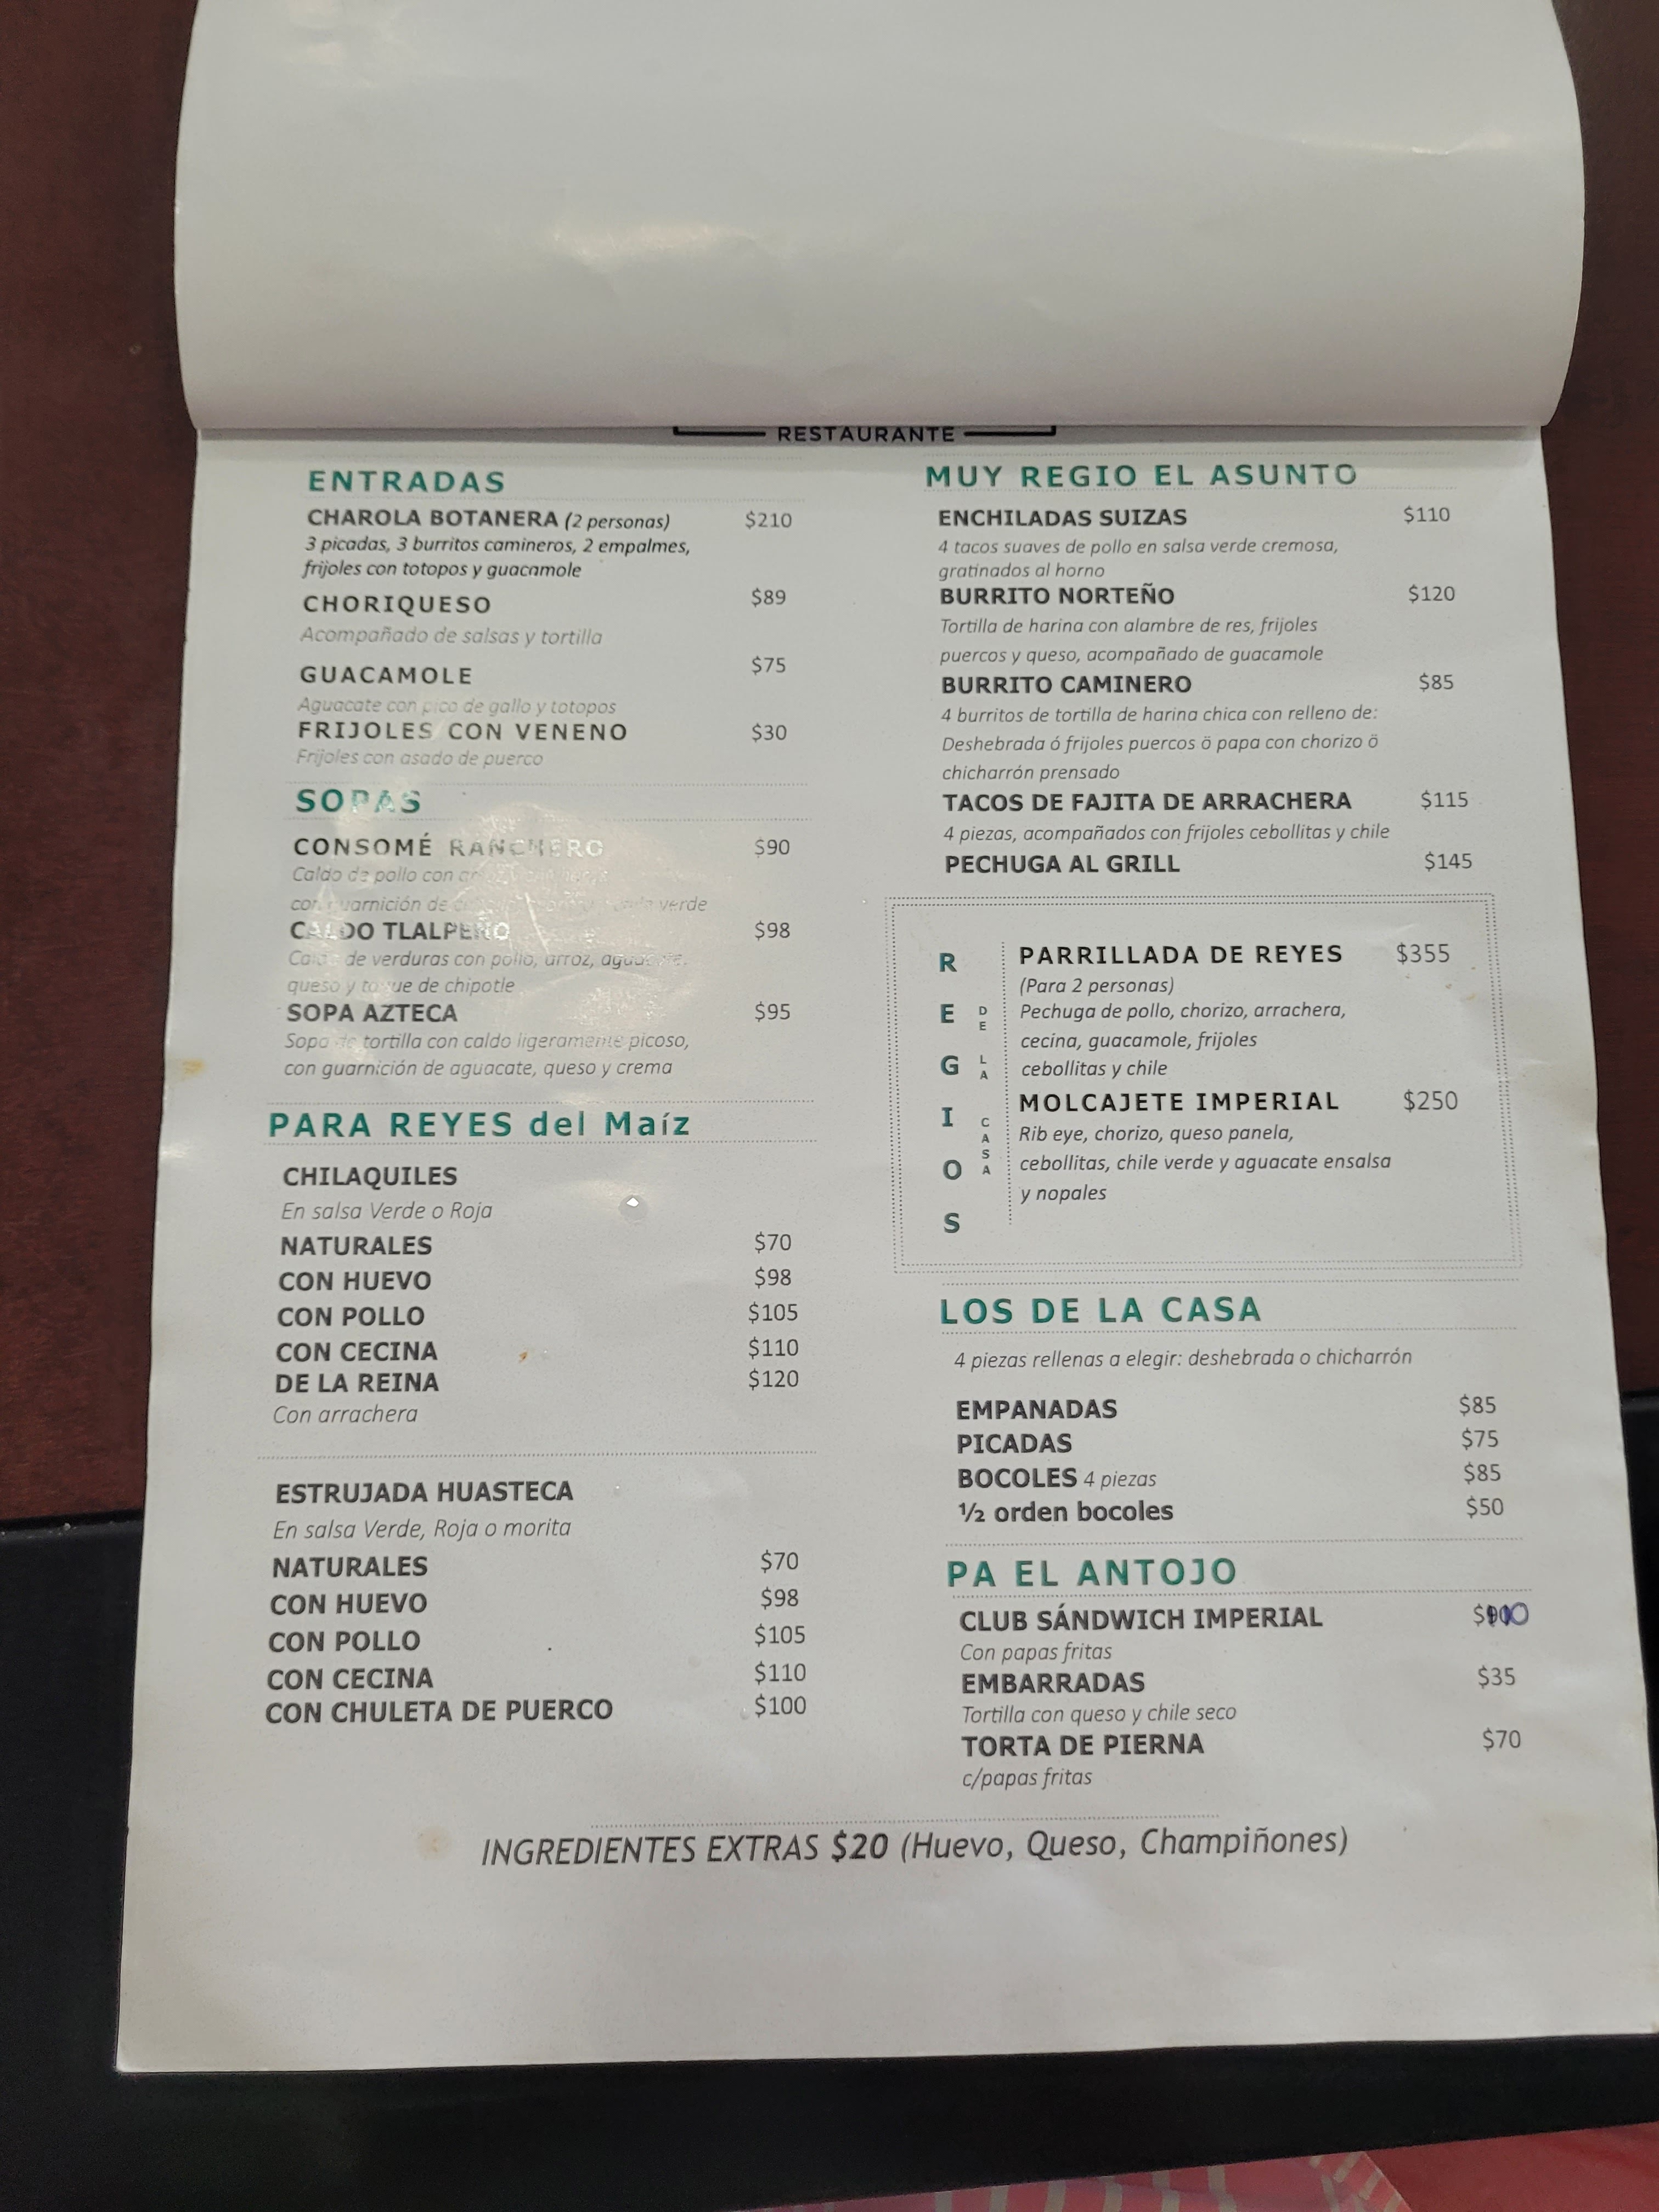 RESTAURANTE
ENTRADAS
CHAROLA BOTANERA (2 personas) $210
3 picadas, 3 burritos camineros, 2 empalmes,
frijoles con totopos y guacamole
CHORIQUESO $89
Acompañado de salsas y tortilla
GUACAMOLE $75
Aguacate con pico de gallo y totopos
FRIJOLES CON VENENO $30
Frijoles con asado de puerco
SOPAS
CONSOMÉ RANCHERO $90
Caldo de pollo con
con guarnición de verde
CALDO TLALPEÑO $98
Caldo de verduras con pollo, arroz, aguacate,
queso y toque de chipotle
SOPA AZTECA $95
Sopa de tortilla con caldo ligeramente picoso,
con guarnición de aguacate, queso y crema
PARA REYES del Maíz
CHILAQUILES
En salsa Verde o Roja
NATURALES $70
CON HUEVO $98
CON POLLO $105
CON CECINA $110
DE LA REINA $120
Con arrachera
ESTRUJADA HUASTECA
En salsa Verde, Roja o morita
NATURALES $70
CON HUEVO $98
CON POLLO $105
CON CECINA $110
CON CHULETA DE PUERCO $100
MUY REGIO EL ASUNTO
ENCHILADAS SUIZAS $110
4 tacos suaves de pollo en salsa verde cremosa,
gratinados al horno
BURRITO NORTEÑO $120
Tortilla de harina con alambre de res, frijoles
puercos y queso, acompañado de guacamole
BURRITO CAMINERO $85
4 burritos de tortilla de harina chica con relleno de:
Deshebrada ó frijoles puercos ö papa con chorizo ö
chicharrón prensado
TACOS DE FAJITA DE ARRACHERA $115
4 piezas, acompañados con frijoles cebollitas y chile
PECHUGA AL GRILL $145
REGIOS
DE LA CASA
PARRILLADA DE REYES $355
(Para 2 personas)
Pechuga de pollo, chorizo, arrachera,
cecina, guacamole, frijoles
cebollitas y chile
MOLCAJETE IMPERIAL $250
Rib eye, chorizo, queso panela,
cebollitas, chile verde y aguacate ensalsa
y nopales
LOS DE LA CASA
4 piezas rellenas a elegir: deshebrada o chicharrón
EMPANADAS $85
PICADAS $75
BOCOLES 4 piezas $85
½ orden bocoles $50
PA EL ANTOJO
CLUB SÁNDWICH IMPERIAL
Con papas fritas
EMBARRADAS $35
Tortilla con queso y chile seco
TORTA DE PIERNA $70
c/papas fritas
INGREDIENTES EXTRAS $20 (Huevo, Queso, Champiñones)